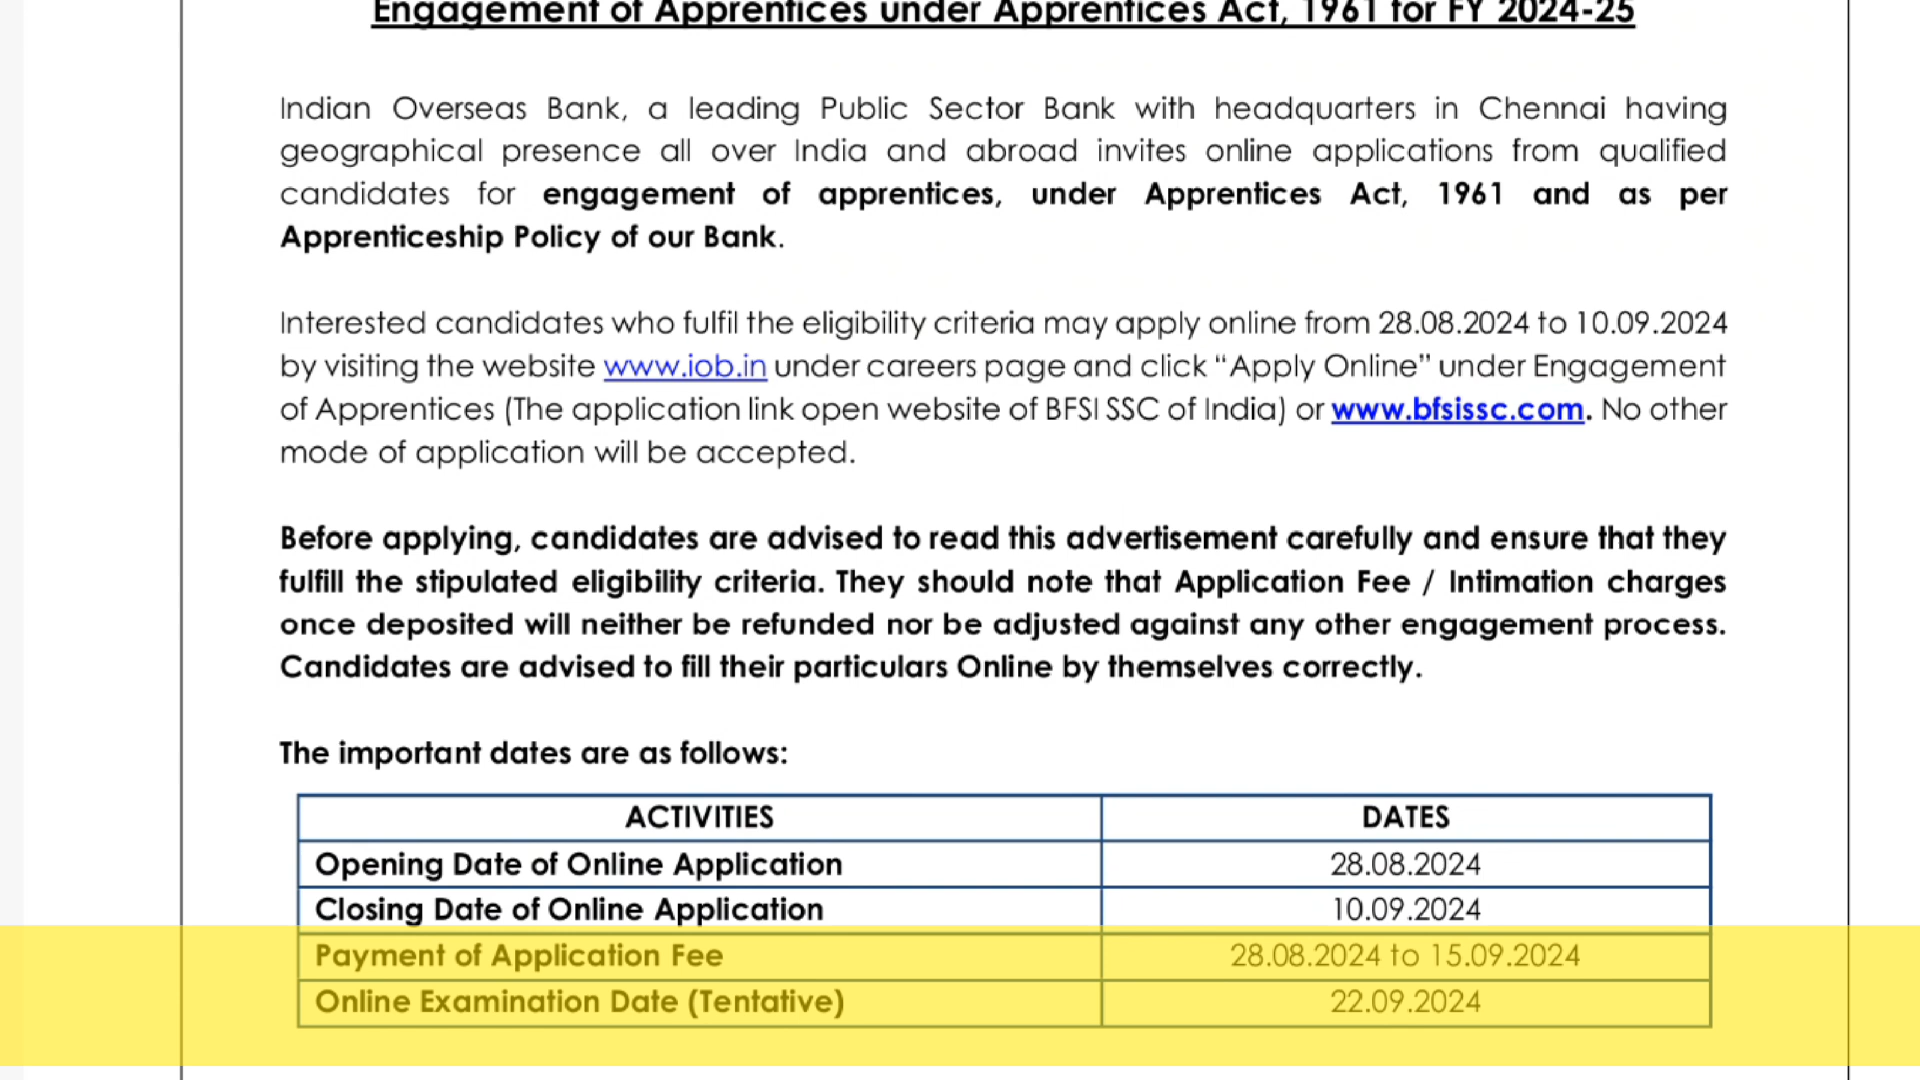 Engagement of Apprentices under Apprentices Act, 1961 for FY 2024-25
Indian Overseas Bank, a leading Public Sector Bank with headquarters in Chennai having
geographical presence all over India and abroad invites online applications from qualified
candidates for engagement of apprentices, under Apprentices Act, 1961 and as per
Apprenticeship Policy of our Bank.
Interested candidates who fulfil the eligibility criteria may apply online from 28.08.2024 to 10.09.2024
by visiting the website www.iob.in under careers page and click “Apply Online” under Engagement
of Apprentices (The application link open website of BFSI SSC of India) or www.bfsissc.com. No other
mode of application will be accepted.
Before applying, candidates are advised to read this advertisement carefully and ensure that they
fulfill the stipulated eligibility criteria. They should note that Application Fee / Intimation charges
once deposited will neither be refunded nor be adjusted against any other engagement process.
Candidates are advised to fill their particulars Online by themselves correctly.
The important dates are as follows:
ACTIVITIES DATES
Opening Date of Online Application 28.08.2024
Closing Date of Online Application 10.09.2024
Payment of Application Fee 28.08.2024 to 15.09.2024
Online Examination Date (Tentative) 22.09.2024